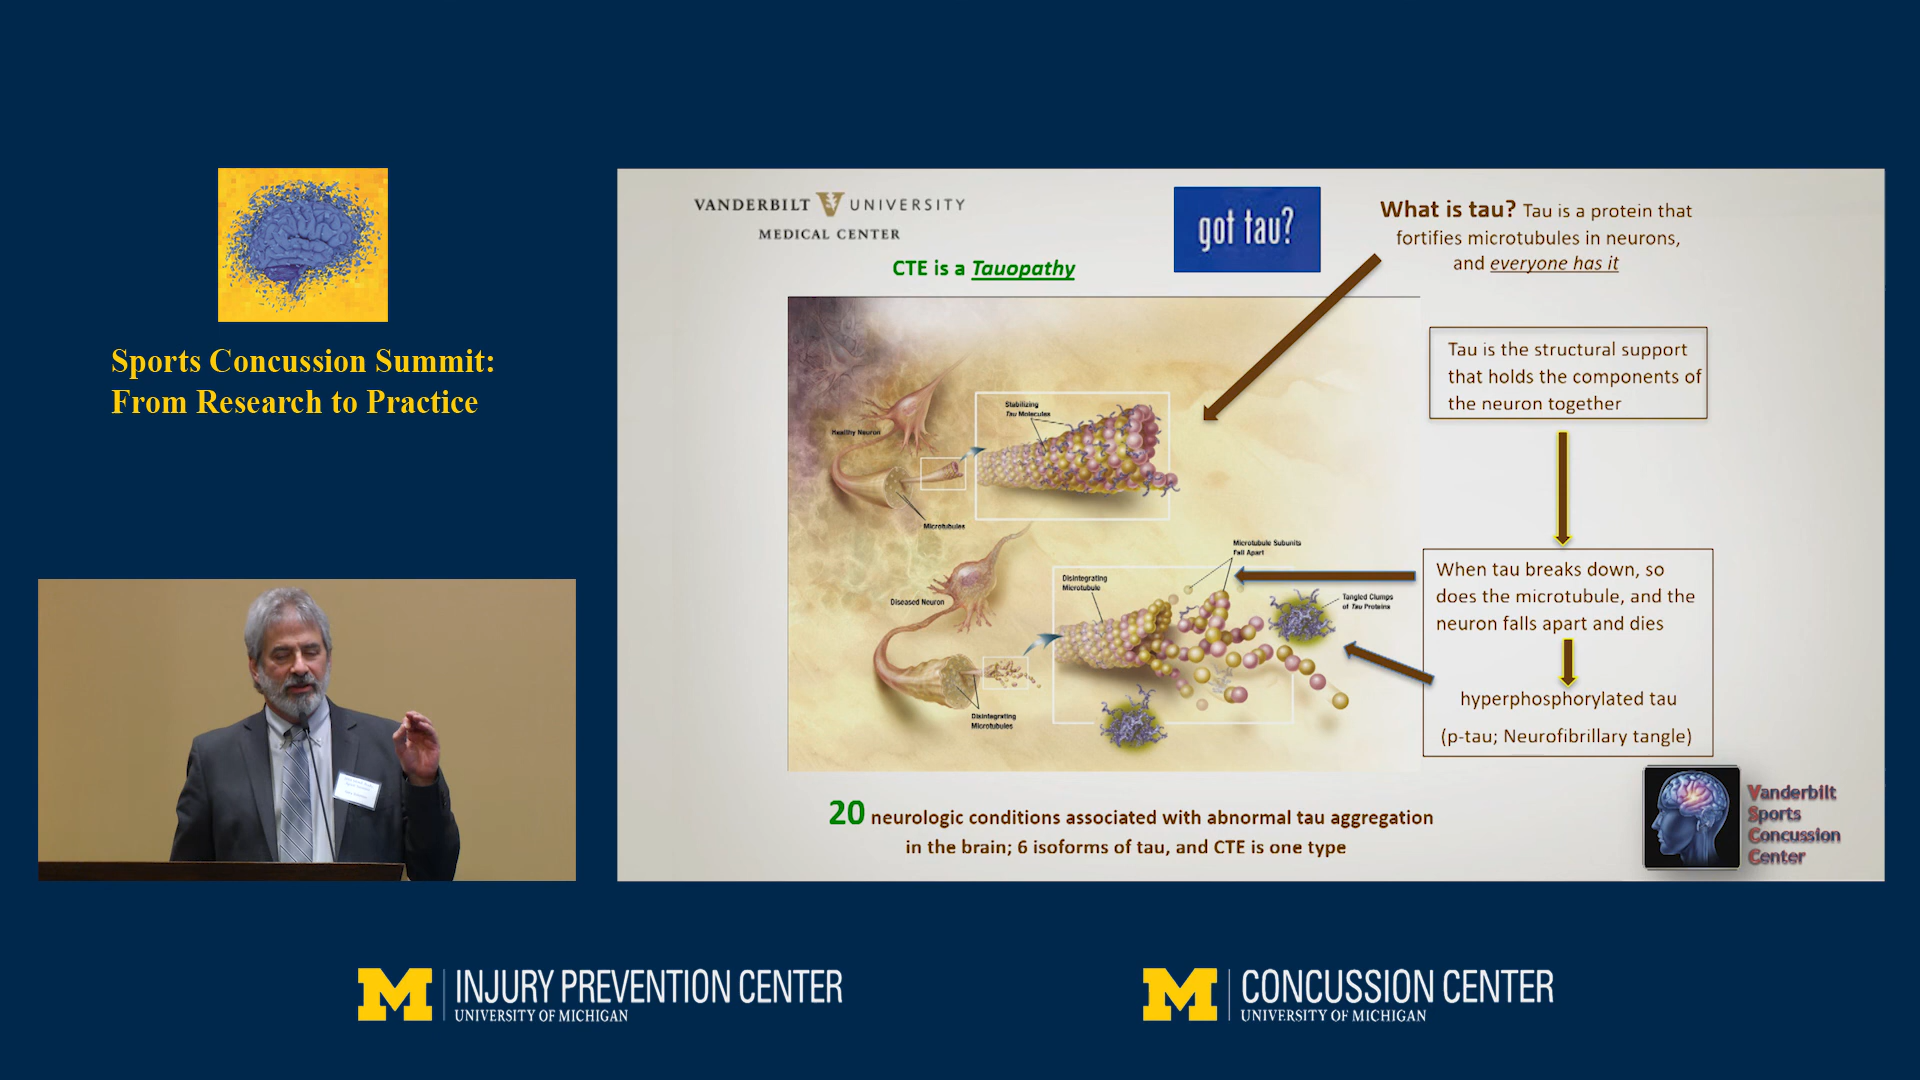 Sports Concussion Summit:
From Research to Practice
VANDERBILT V UNIVERSITY
MEDICAL CENTER
CTE is a Tauopathy
got tau?
What is tau? Tau is a protein that
fortifies microtubules in neurons,
and everyone has it
Tau is the structural support
that holds the components of
the neuron together
Stabilizing
Tau Molecules
Healthy Neuron
Microtubules
Microtubule Subunits
Fall Apart
Disintegrating
Microtubule
Diseased Neuron
Tangled Clumps
of Tau Proteins
Disintegrating
Microtubules
When tau breaks down, so
does the microtubule, and the
neuron falls apart and dies
hyperphosphorylated tau
(p-tau; Neurofibrillary tangle)
20 neurologic conditions associated with abnormal tau aggregation
in the brain; 6 isoforms of tau, and CTE is one type
Vanderbilt
Sports
Concussion
Center
M INJURY PREVENTION CENTER
UNIVERSITY OF MICHIGAN
M CONCUSSION CENTER
UNIVERSITY OF MICHIGAN